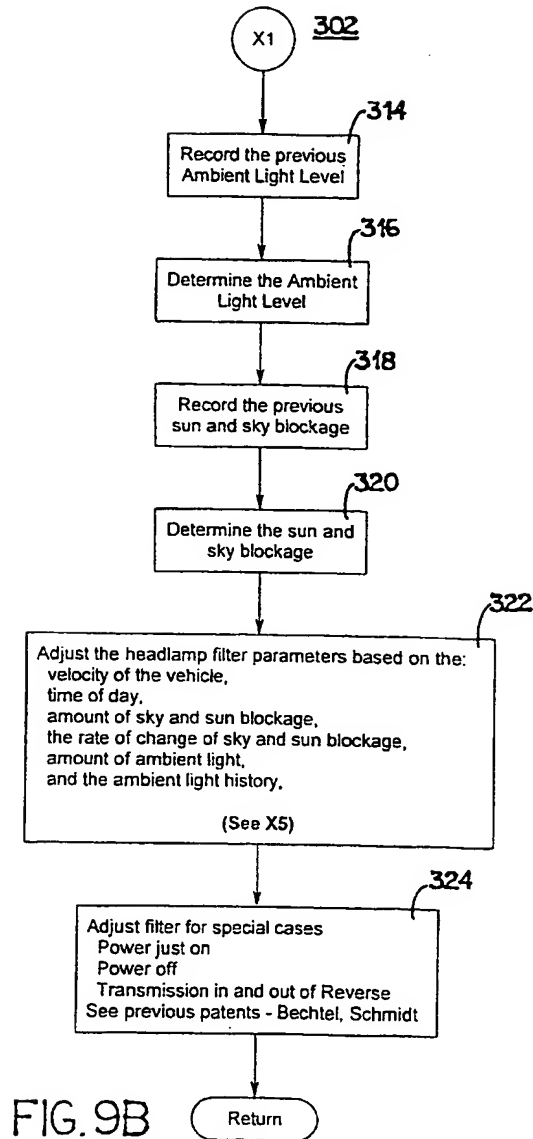 X1
302
314
Record the previous
Ambient Light Level
316
Determine the Ambient
Light Level
318
Record the previous
sun and sky blockage
320
Determine the sun and
sky blockage
322
Adjust the headlamp filter parameters based on the:
velocity of the vehicle,
time of day,
amount of sky and sun blockage,
the rate of change of sky and sun blockage,
amount of ambient light,
and the ambient light history,
(See X5)
324
Adjust filter for special cases
Power just on
Power off
Transmission in and out of Reverse
See previous patents - Bechtel, Schmidt
FIG. 9B
Return